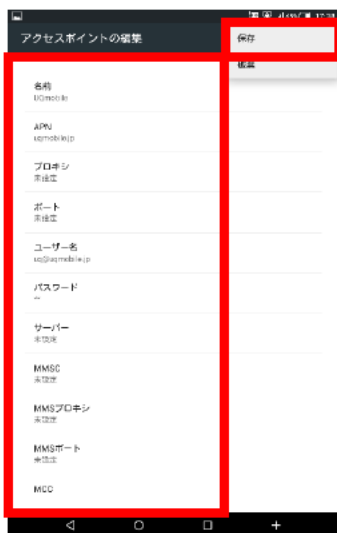 17:38
アクセスポイントの編集
保存
破棄
名前
UQmobile
APN
uqmobile.jp
プロキシ
未設定
ポート
未設定
ユーザー名
uq@uqmobile.jp
パスワード
サーバー
未設定
MMSC
未設定
MMSプロキシ
未設定
MMSポート
未設定
MCC